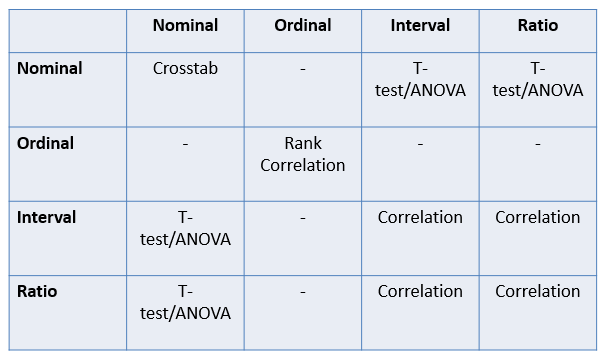 Nominal Ordinal Interval Ratio
Nominal Crosstab - T-test/ANOVA T-test/ANOVA
Ordinal - Rank Correlation - -
Interval T-test/ANOVA - Correlation Correlation
Ratio T-test/ANOVA - Correlation Correlation